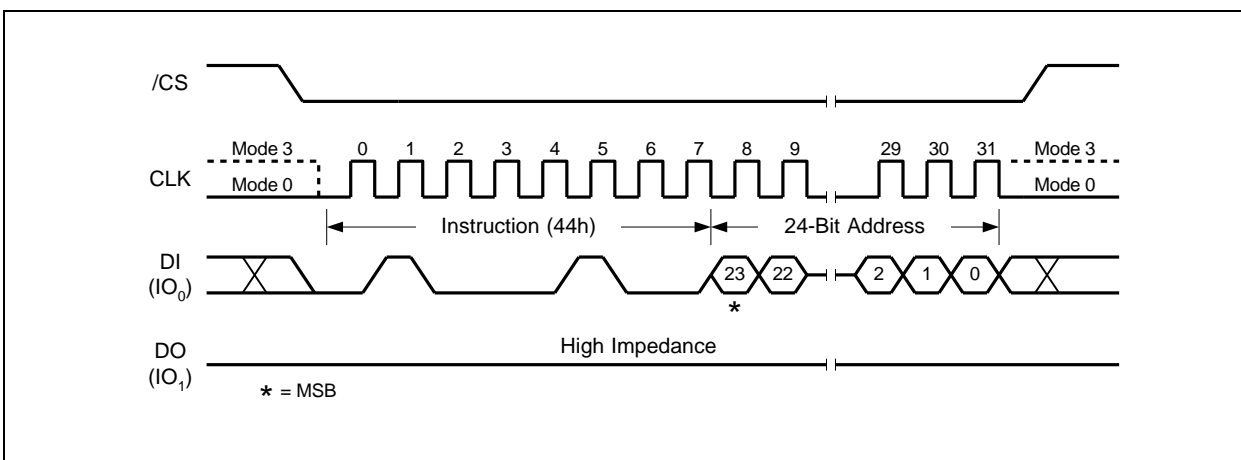 /CS
Mode 3
0 1 2 3 4 5 6 7 8 9 29 30 31
Mode 3
CLK
Mode 0
Mode 0
Instruction (44h)
24-Bit Address
DI
(IO0)
23 22 2 1 0
*
High Impedance
DO
(IO1)
* = MSB